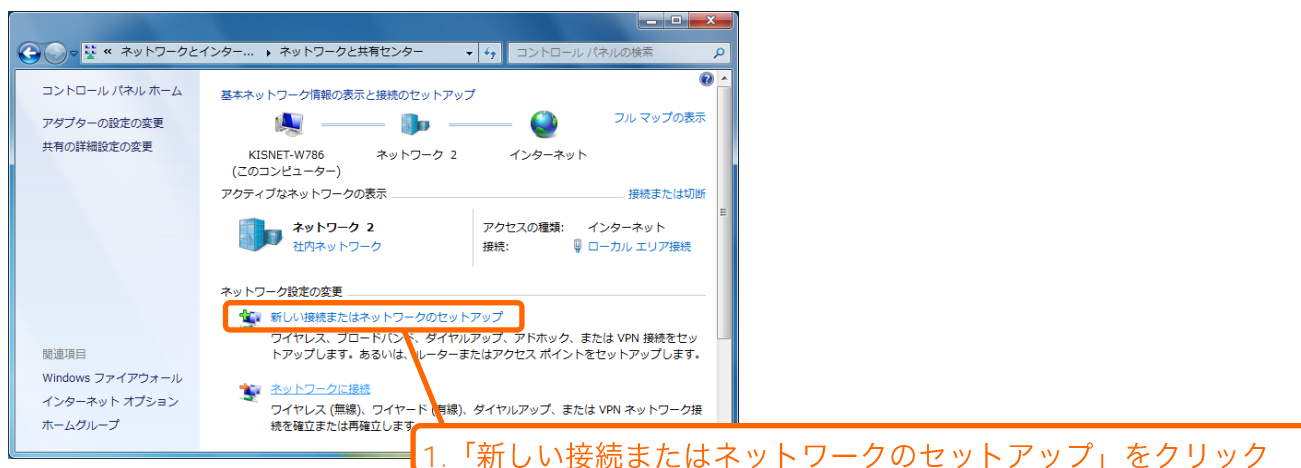 « ネットワークとインター... ネットワークと共有センター コントロール パネルの検索
コントロール パネル ホーム
アダプターの設定の変更
共有の詳細設定の変更
関連項目
Windows ファイアウォール
インターネット オプション
ホームグループ
基本ネットワーク情報の表示と接続のセットアップ
フル マップの表示
KISNET-W786 ネットワーク 2 インターネット
(このコンピューター)
アクティブなネットワークの表示 接続または切断
ネットワーク 2 アクセスの種類: インターネット
社内ネットワーク 接続: ローカル エリア接続
ネットワーク設定の変更
新しい接続またはネットワークのセットアップ
ワイヤレス、ブロードバンド、ダイヤルアップ、アドホック、または VPN 接続をセッ
トアップします。あるいは、ルーターまたはアクセス ポイントをセットアップします。
ネットワークに接続
ワイヤレス (無線)、ワイヤード (有線)、ダイヤルアップ、または VPN ネットワーク接
続を確立または再確立します
1.「新しい接続またはネットワークのセットアップ」をクリック